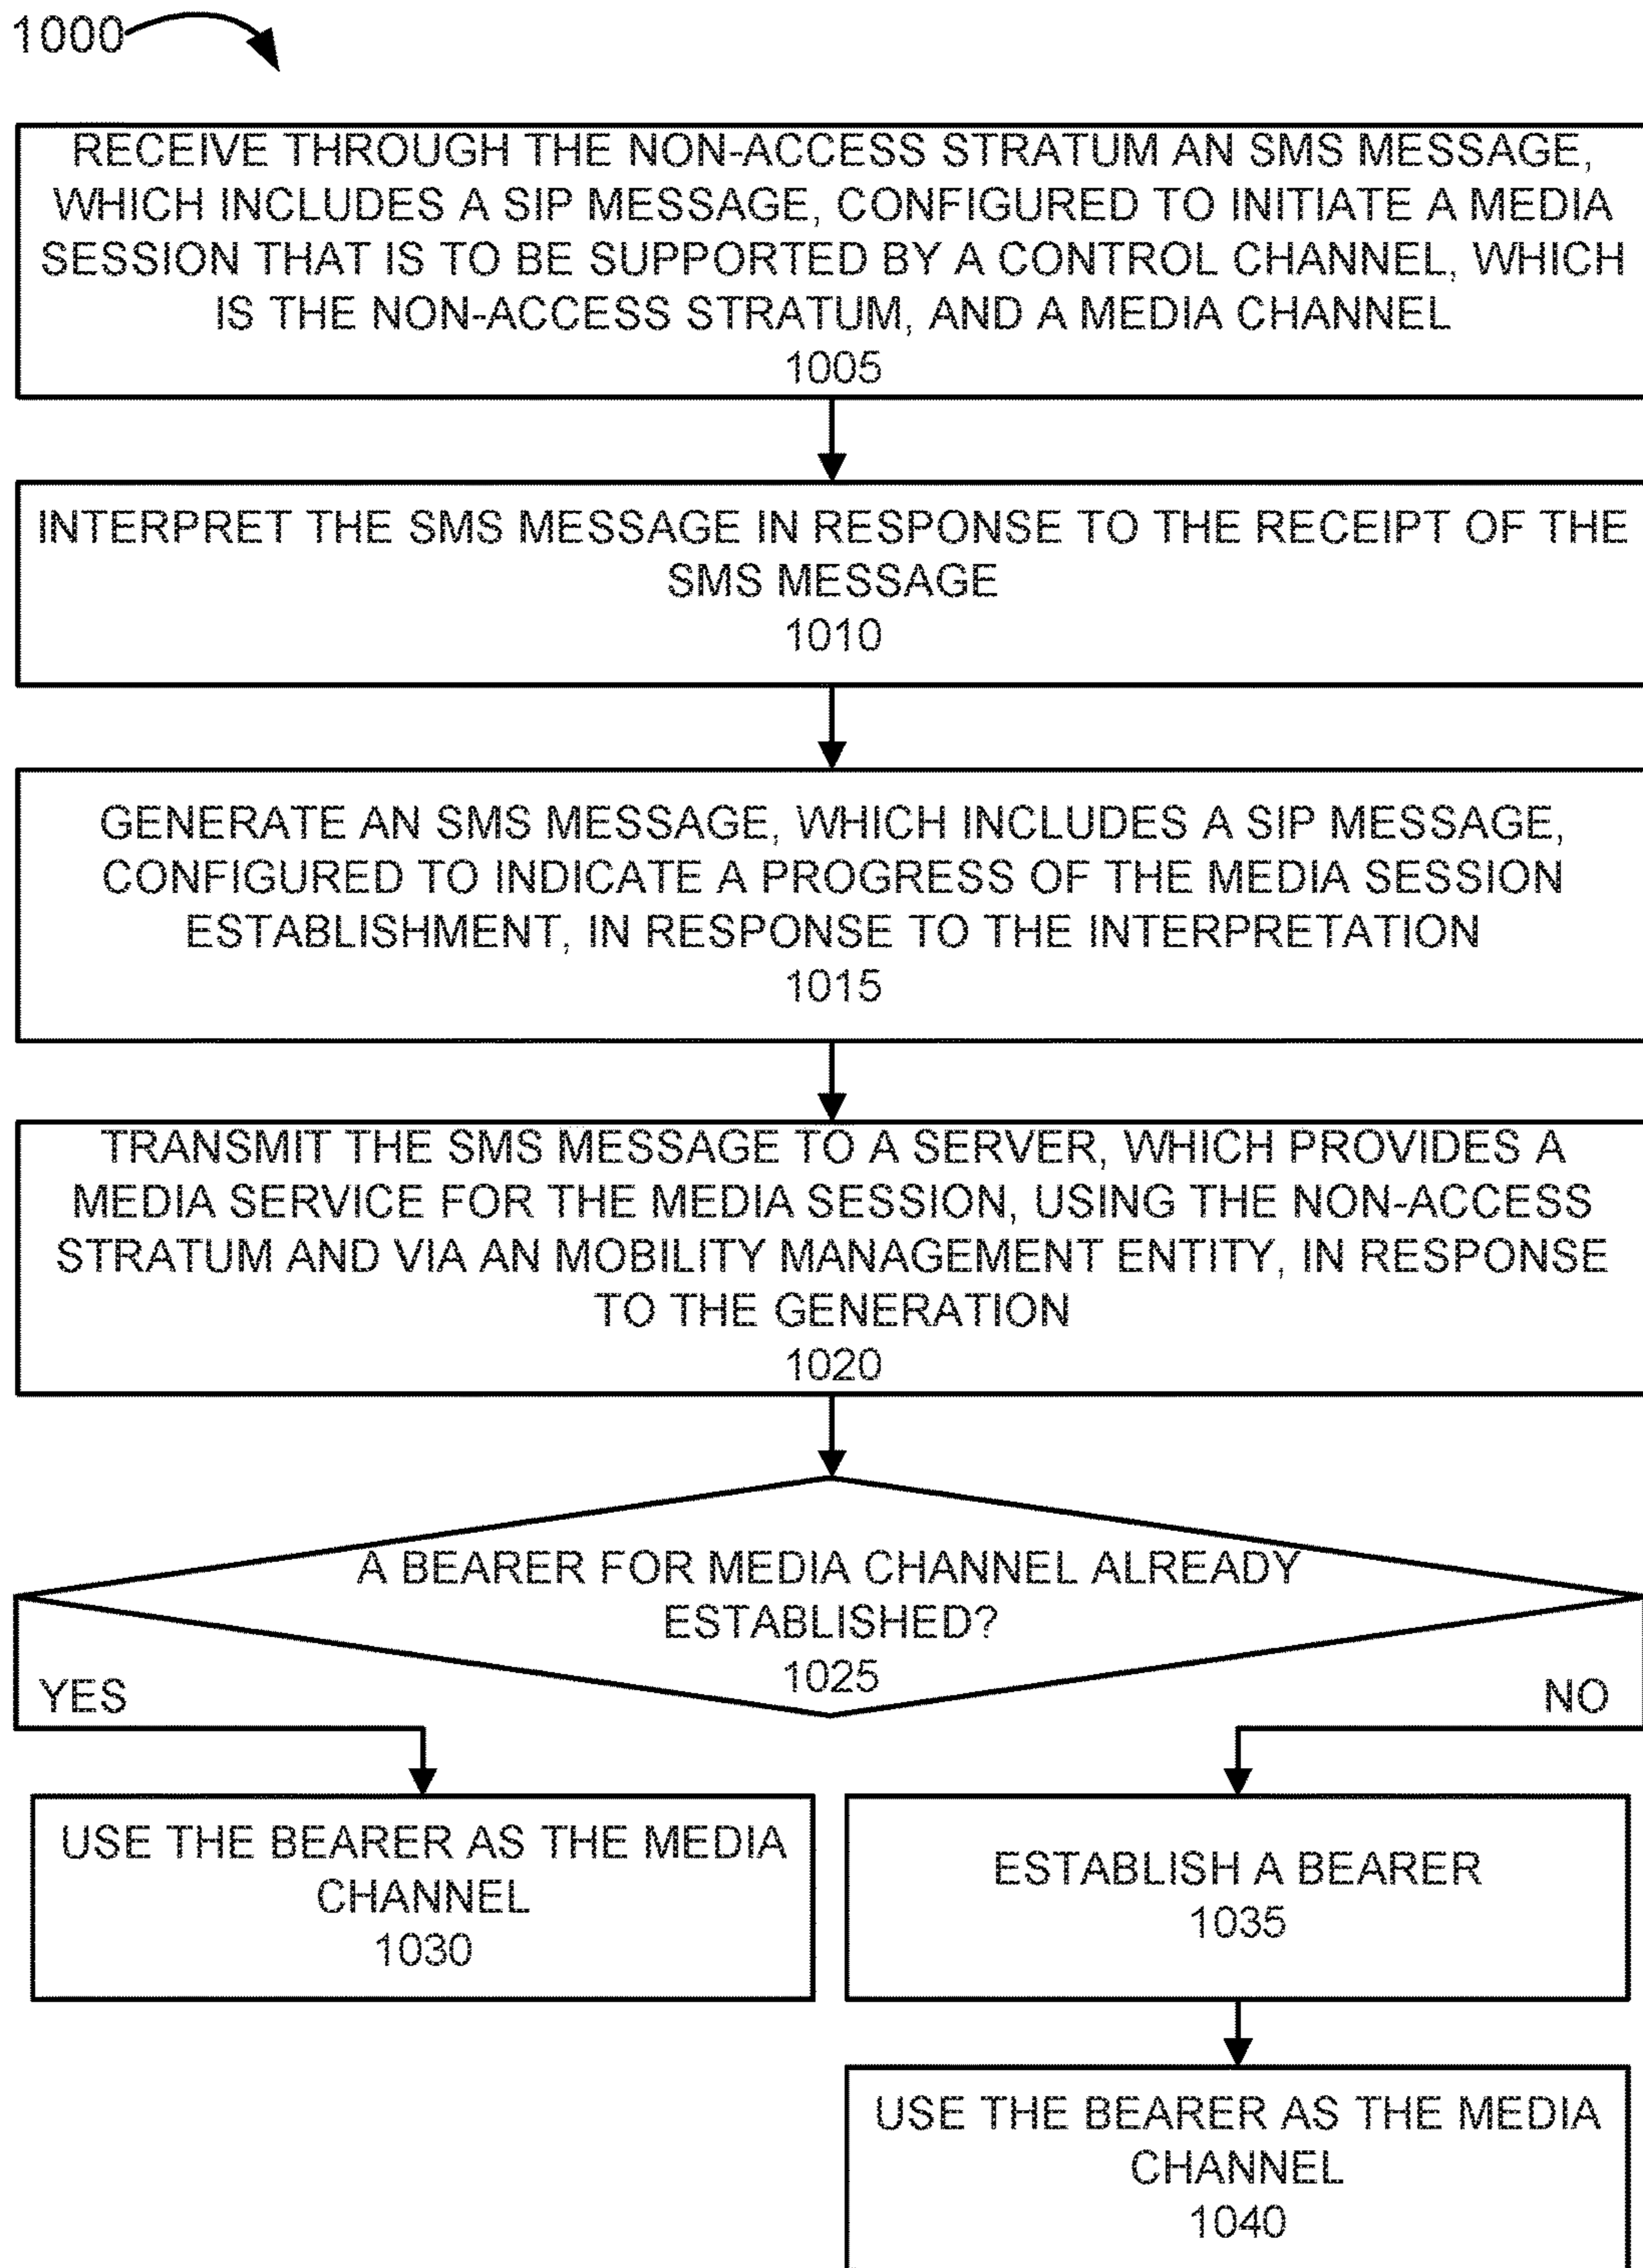 1000
RECEIVE THROUGH THE NON-ACCESS STRATUM AN SMS MESSAGE,
WHICH INCLUDES A SIP MESSAGE, CONFIGURED TO INITIATE A MEDIA
SESSION THAT IS TO BE SUPPORTED BY A CONTROL CHANNEL, WHICH
IS THE NON-ACCESS STRATUM, AND A MEDIA CHANNEL
1005
INTERPRET THE SMS MESSAGE IN RESPONSE TO THE RECEIPT OF THE
SMS MESSAGE
1010
GENERATE AN SMS MESSAGE, WHICH INCLUDES A SIP MESSAGE,
CONFIGURED TO INDICATE A PROGRESS OF THE MEDIA SESSION
ESTABLISHMENT, IN RESPONSE TO THE INTERPRETATION
1015
TRANSMIT THE SMS MESSAGE TO A SERVER, WHICH PROVIDES A
MEDIA SERVICE FOR THE MEDIA SESSION, USING THE NON-ACCESS
STRATUM AND VIA AN MOBILITY MANAGEMENT ENTITY, IN RESPONSE
TO THE GENERATION
1020
A BEARER FOR MEDIA CHANNEL ALREADY
ESTABLISHED?
1025
YES
NO
USE THE BEARER AS THE MEDIA
CHANNEL
1030
ESTABLISH A BEARER
1035
USE THE BEARER AS THE MEDIA
CHANNEL
1040